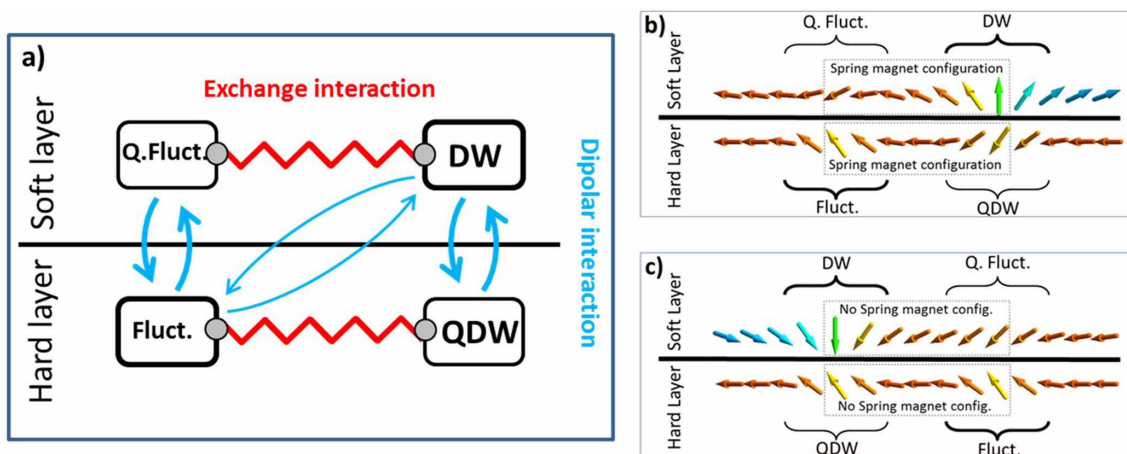 a)
Exchange interaction
Soft layer
Q.Fluct.
DW
Dipolar interaction
Hard layer
Fluct.
QDW
b)
Q. Fluct.
DW
Soft Layer
Spring magnet configuration
Hard Layer
Spring magnet configuration
Fluct.
QDW
c)
DW
Q. Fluct.
Soft Layer
No Spring magnet config.
Hard Layer
No Spring magnet config.
QDW
Fluct.